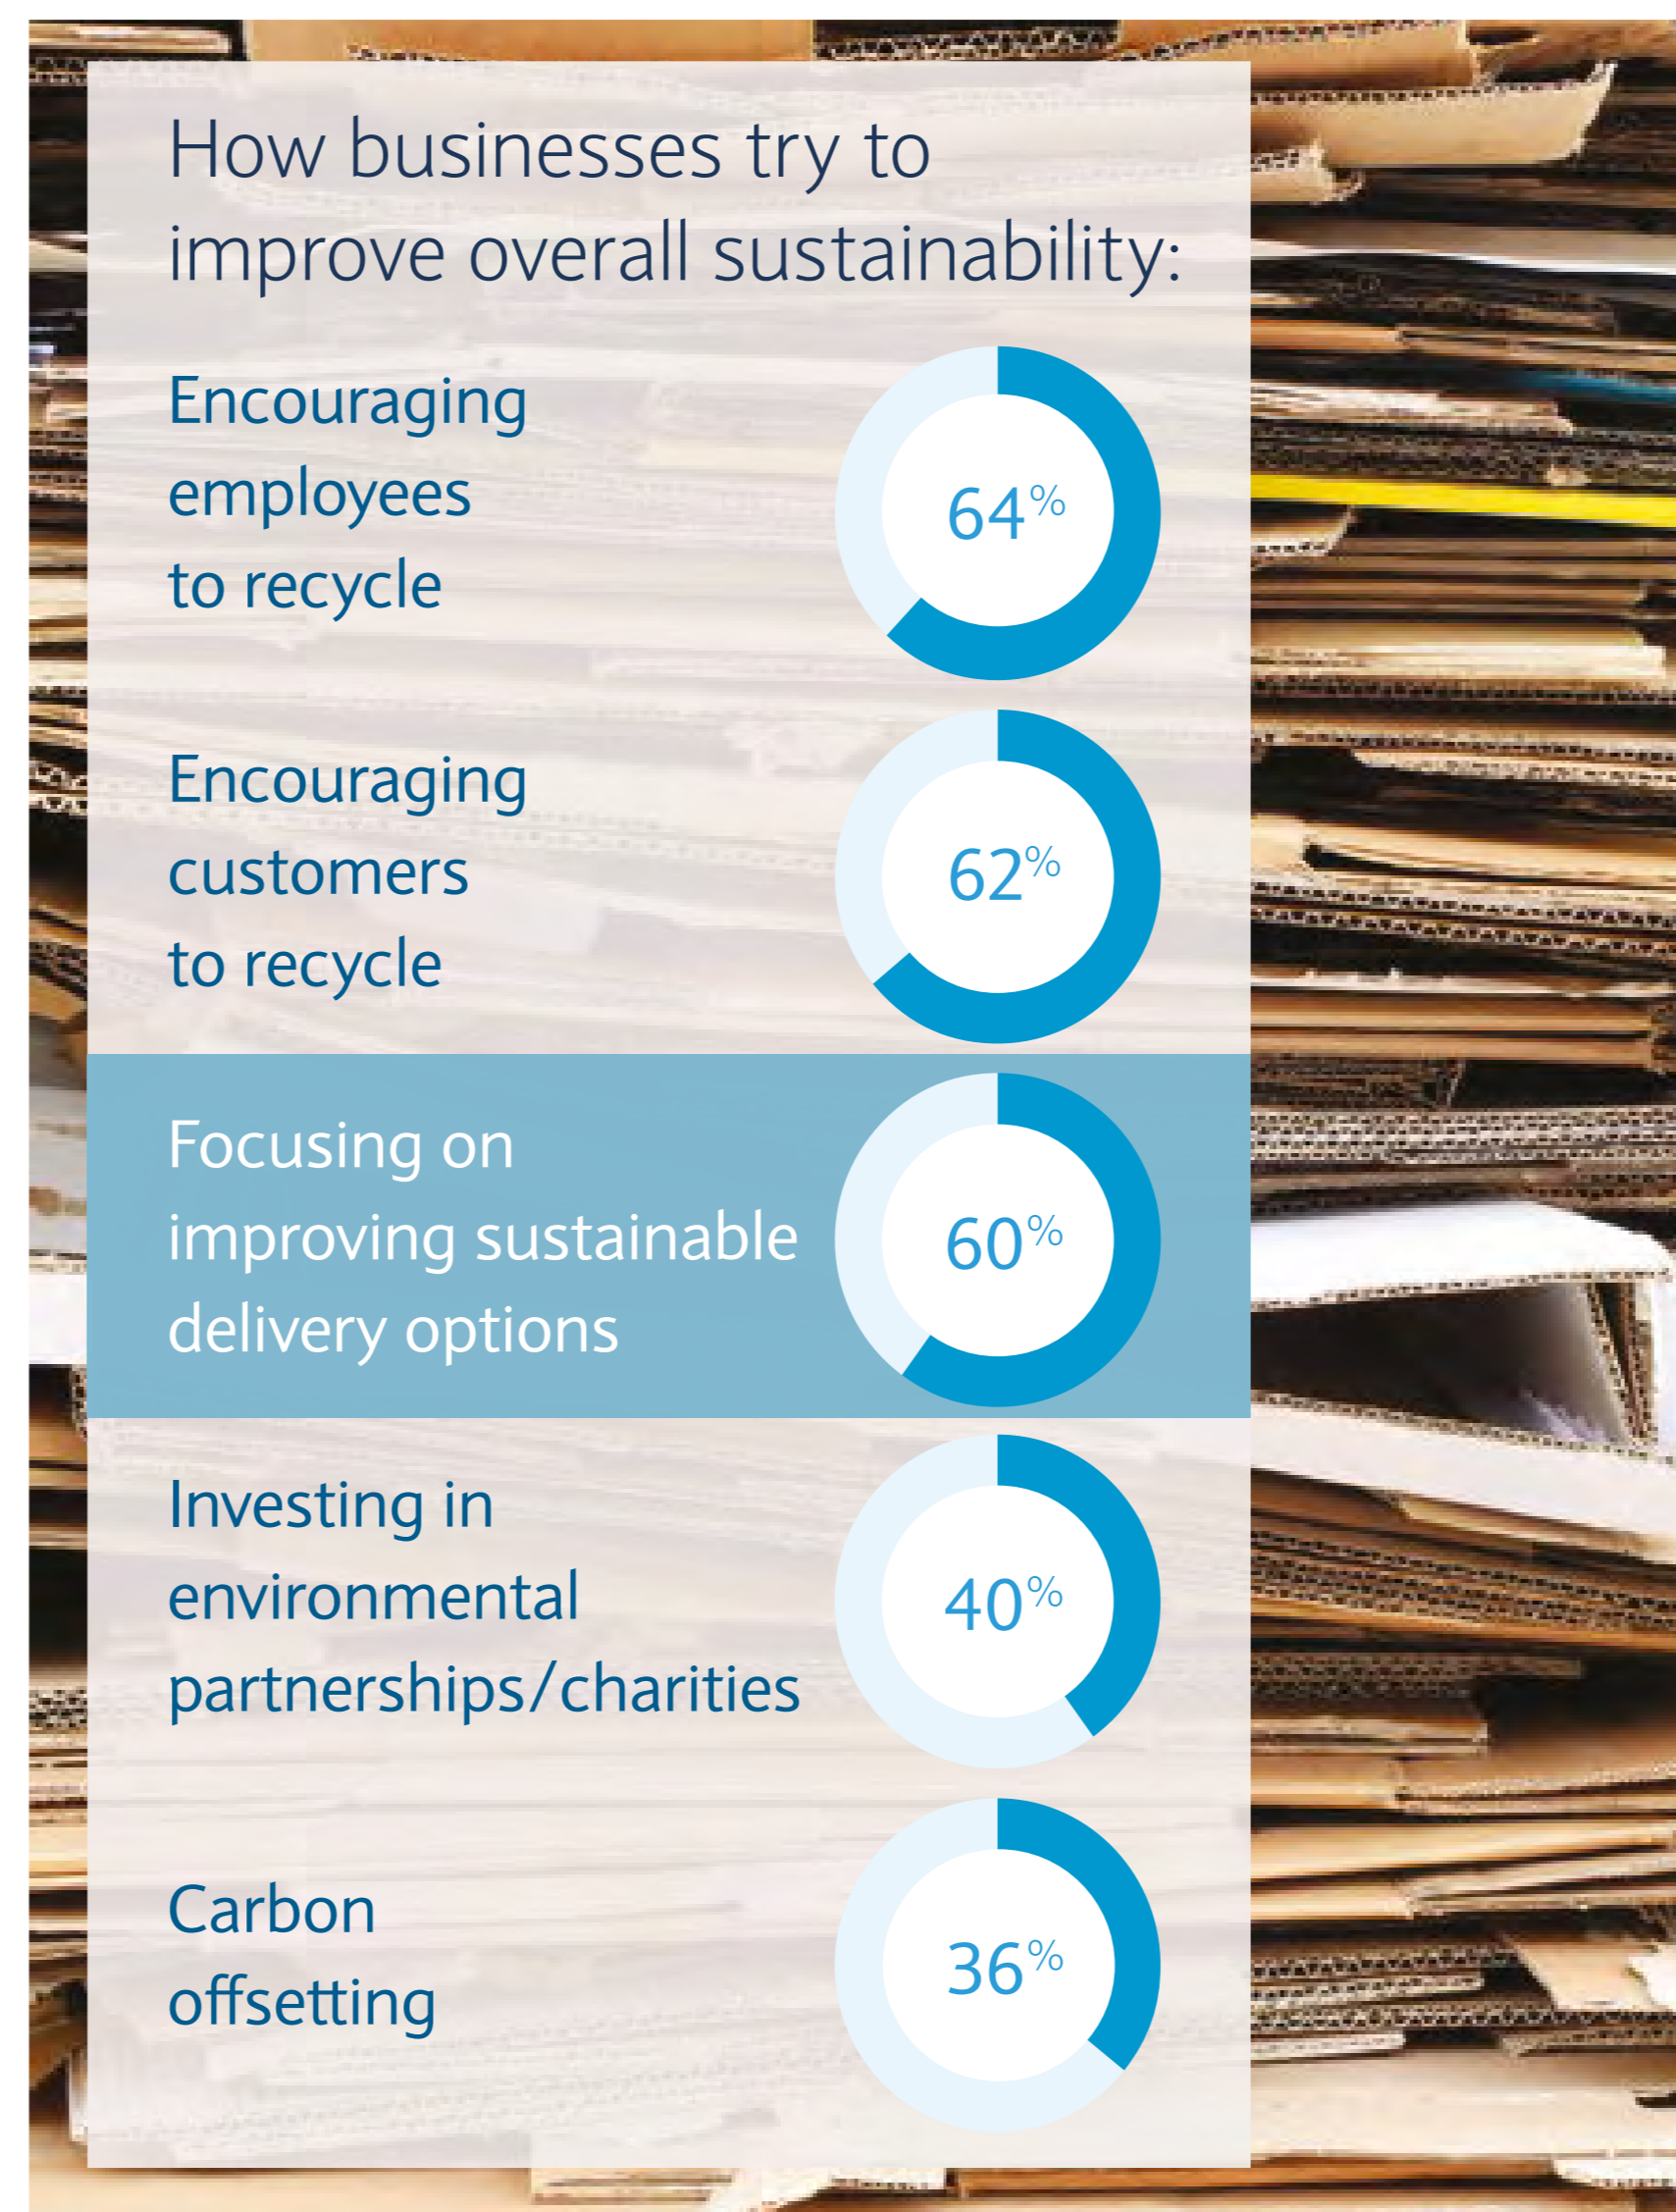 How businesses try to
improve overall sustainability:
Encouraging
employees
to recycle
64%
Encouraging
customers
to recycle
62%
Focusing on
improving sustainable
delivery options
60%
Investing in
environmental
partnerships/charities
40%
Carbon
offsetting
36%